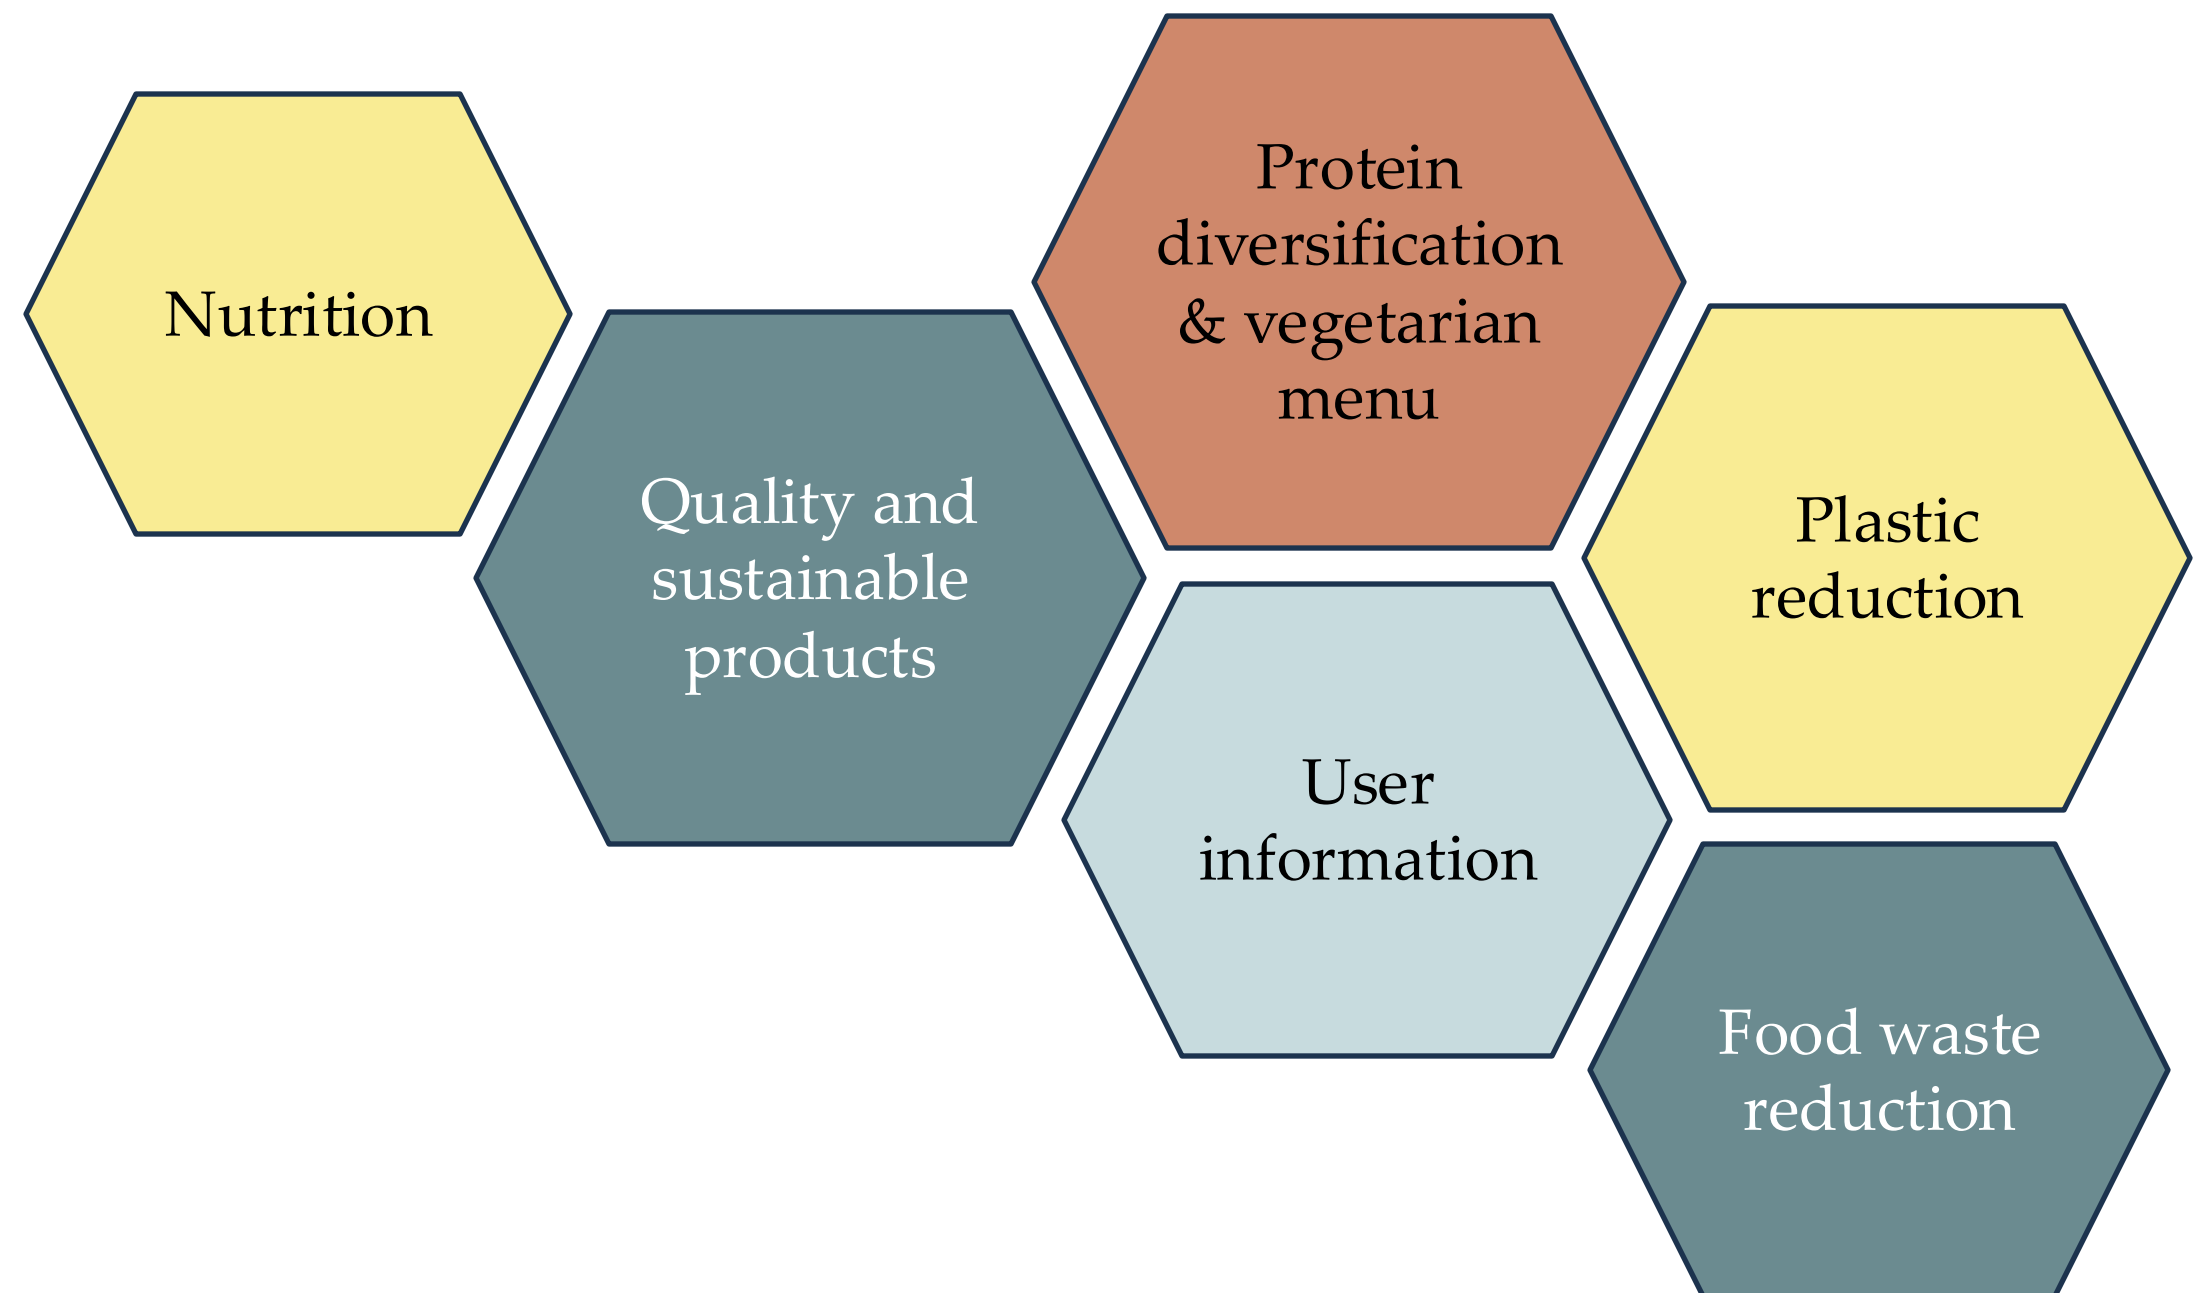 Nutrition
Quality and
sustainable
products
Protein
diversification
& vegetarian
menu
User
information
Plastic
reduction
Food waste
reduction